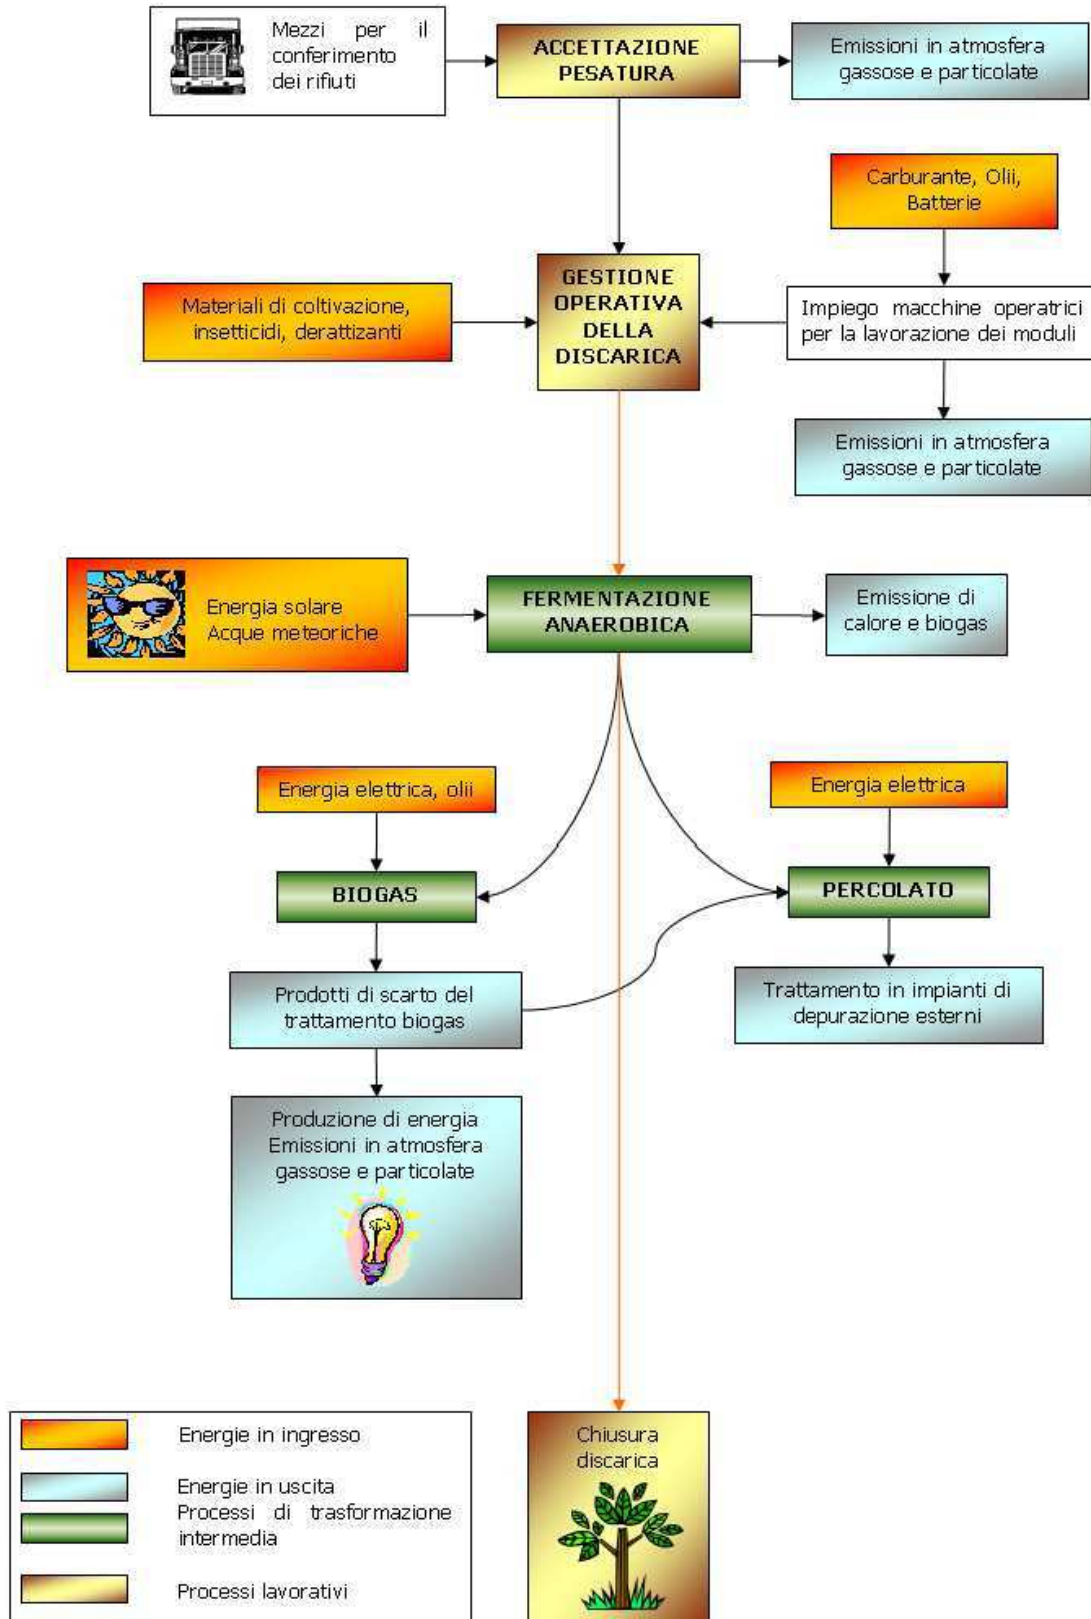 Mezzi per il
conferimento
dei rifiuti
ACCETTAZIONE
PESATURA
Emissioni in atmosfera
gassose e particolate
Carburante, Olii,
Batterie
Materiali di coltivazione,
insetticidi, derattizanti
GESTIONE
OPERATIVA
DELLA
DISCARICA
Impiego macchine operatrici
per la lavorazione dei moduli
Emissioni in atmosfera
gassose e particolate
Energia solare
Acque meteoriche
FERMENTAZIONE
ANAEROBICA
Emissione di
calore e biogas
Energia elettrica, olii
Energia elettrica
BIOGAS
PERCOLATO
Prodotti di scarto del
trattamento biogas
Trattamento in impianti di
depurazione esterni
Produzione di energia
Emissioni in atmosfera
gassose e particolate
Energie in ingresso
Energie in uscita
Processi di trasformazione
intermedia
Processi lavorativi
Chiusura
discarica